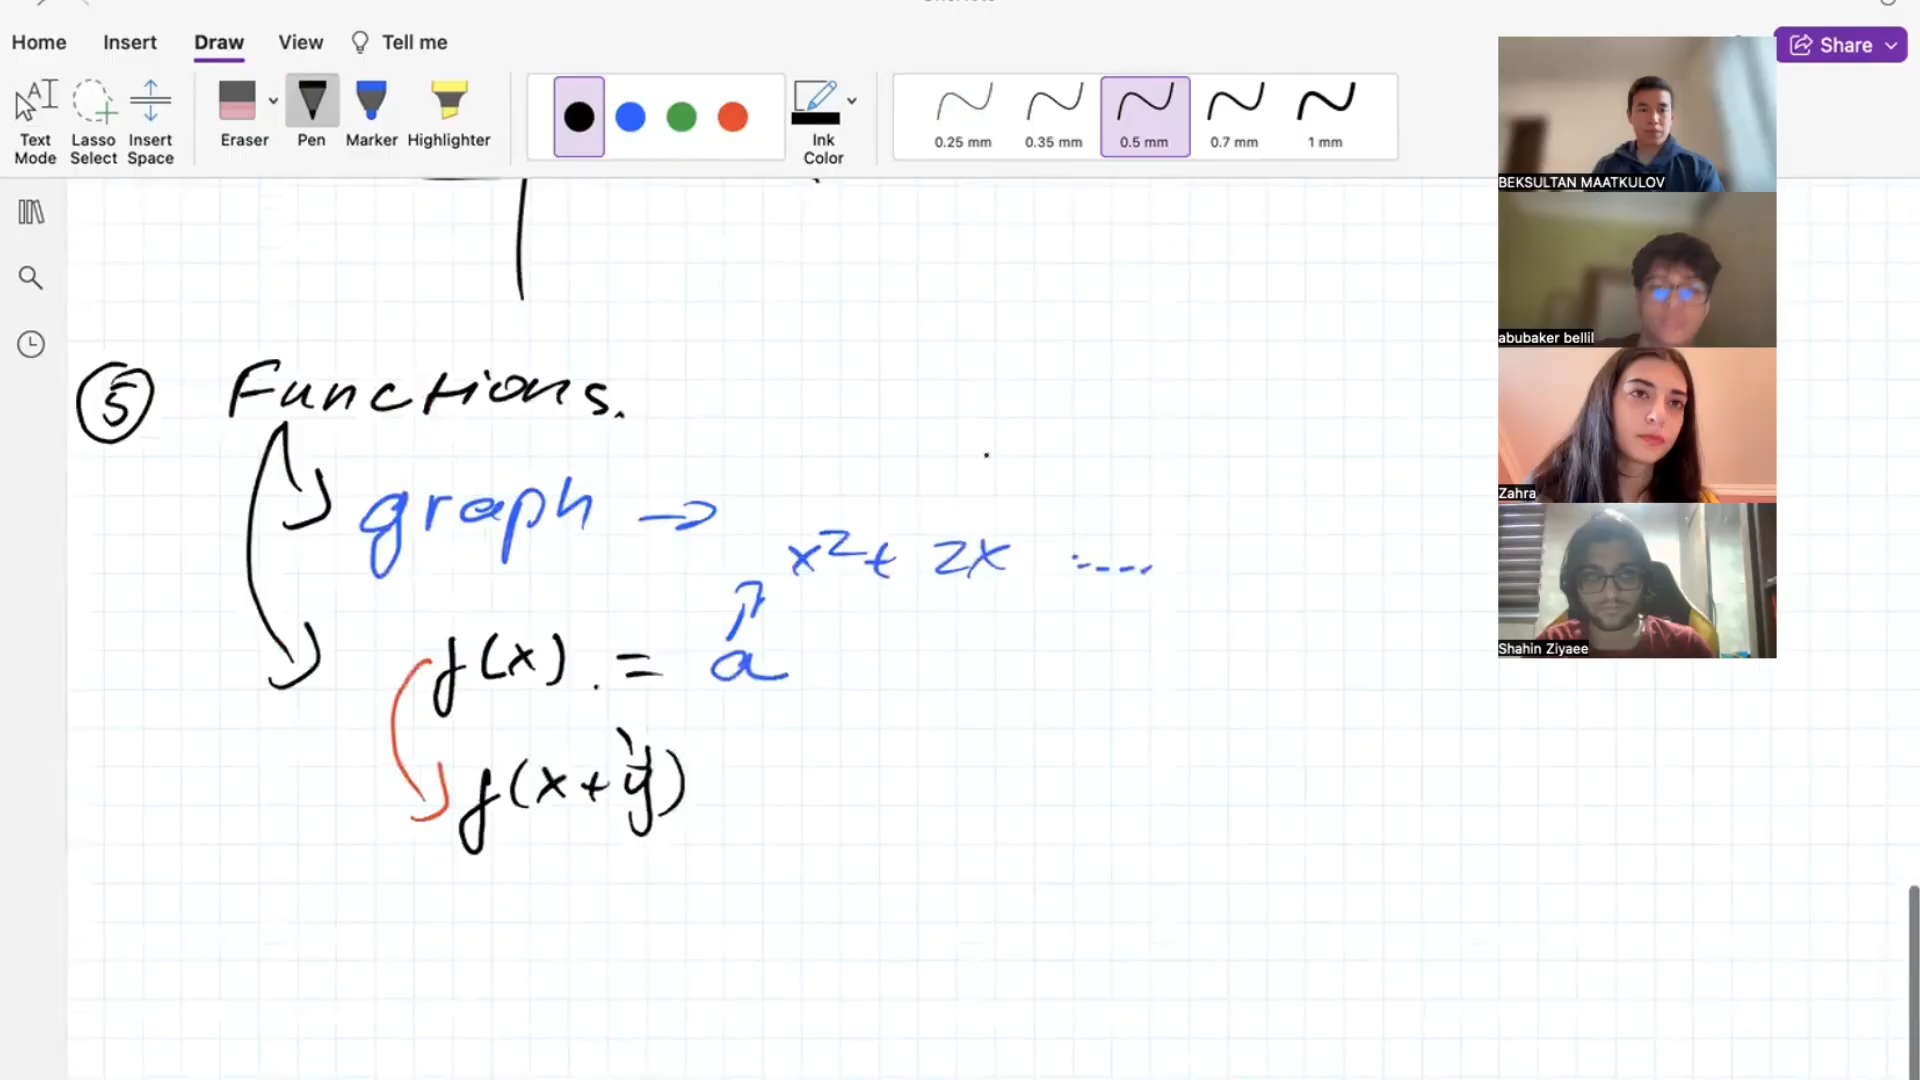 Home Insert Draw View Tell me
Share
Text Mode
Lasso Select
Insert Space
Eraser
Pen
Marker
Highlighter
Ink Color
0.25 mm
0.35 mm
0.5 mm
0.7 mm
1 mm
BEKSULTAN MAATKULOV
abubaker bellil
Zahra
Shahin Ziyaee
5 Functions.
graph →
x²+ 2x ....
f(x) . = a
f(x+y)